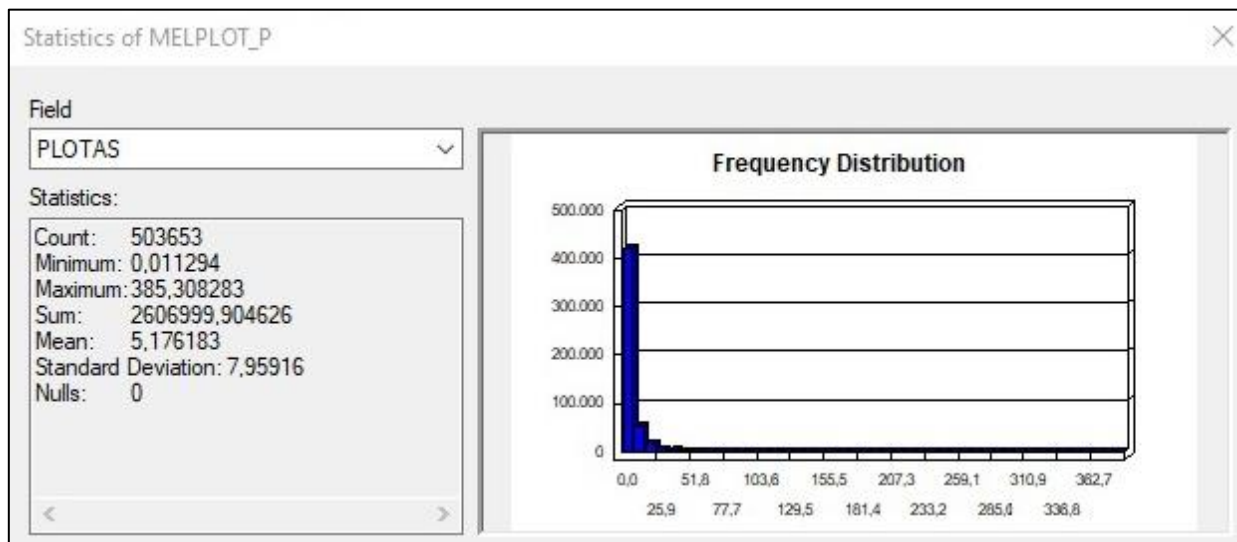 Statistics of MELPLOT_P
Field
PLOTAS
Statistics:
Count: 503653
Minimum: 0,011294
Maximum: 385,308283
Sum: 2606999,904626
Mean: 5,176183
Standard Deviation: 7,95916
Nulls: 0
Frequency Distribution
500.000
400.000
300.000
200.000
100.000
0
0,0 51,8 103,6 155,5 207,3 259,1 310,9 362,7
25,9 77,7 129,5 181,4 233,2 285,0 336,8